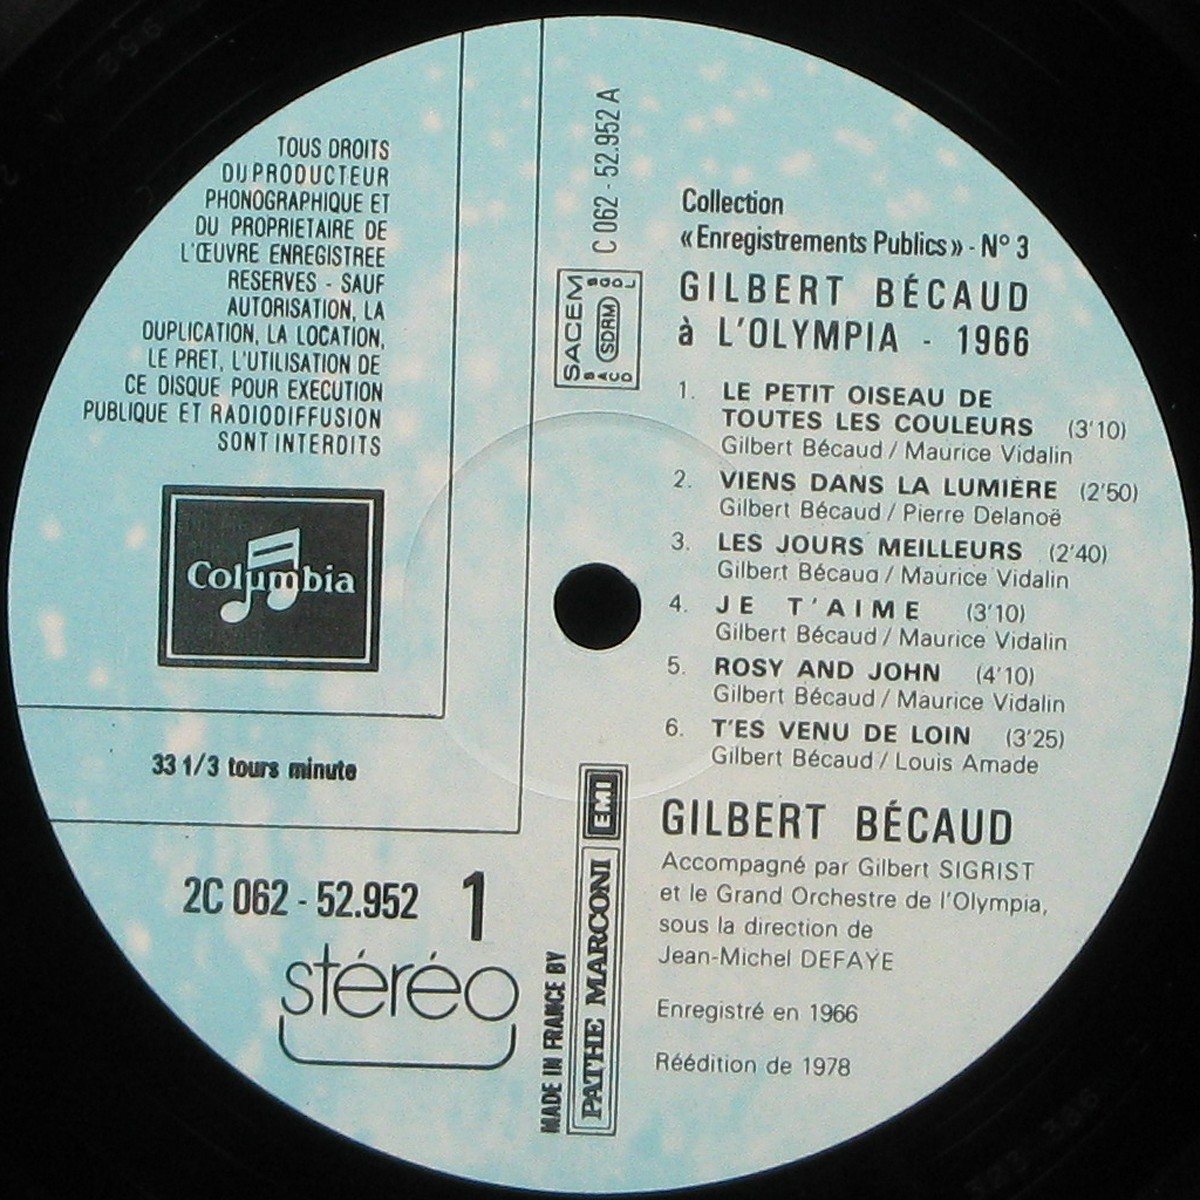 TOUS DROITS
DU PRODUCTEUR
PHONOGRAPHIQUE ET
DU PROPRIETAIRE DE
L'ŒUVRE ENREGISTREE
RESERVES - SAUF
AUTORISATION, LA
DUPLICATION, LA LOCATION,
LE PRET, L'UTILISATION DE
CE DISQUE POUR EXECUTION
PUBLIQUE ET RADIODIFFUSION
SONT INTERDITS
Columbia
33 1/3 tours minute
2C 062 - 52.952 1
stéréo
C 062 - 52.952 A
SACEM
SDRM
SACD
SGDL
MADE IN FRANCE BY
PATHE MARCONI
EMI
Collection
« Enregistrements Publics » - N° 3
GILBERT BÉCAUD
à L'OLYMPIA - 1966
1. LE PETIT OISEAU DE
TOUTES LES COULEURS (3'10)
Gilbert Bécaud / Maurice Vidalin
2. VIENS DANS LA LUMIÈRE (2'50)
Gilbert Bécaud / Pierre Delanoë
3. LES JOURS MEILLEURS (2'40)
Gilbert Bécaud / Maurice Vidalin
4. JE T'AIME (3'10)
Gilbert Bécaud / Maurice Vidalin
5. ROSY AND JOHN (4'10)
Gilbert Bécaud / Maurice Vidalin
6. T'ES VENU DE LOIN (3'25)
Gilbert Bécaud / Louis Amade
GILBERT BÉCAUD
Accompagné par Gilbert SIGRIST
et le Grand Orchestre de l'Olympia,
sous la direction de
Jean-Michel DEFAYE
Enregistré en 1966
Réédition de 1978